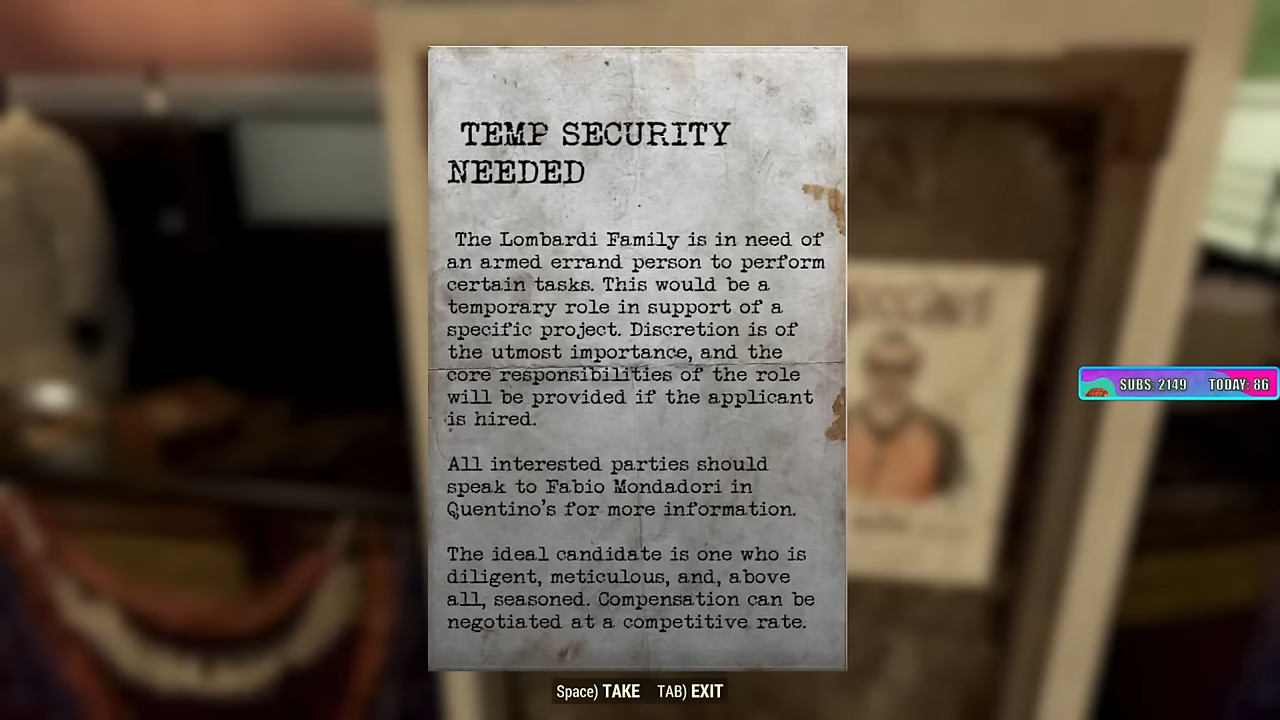 TEMP SECURITY
NEEDED
The Lombardi Family is in need of
an armed errand person to perform
certain tasks. This would be a
temporary role in support of a
specific project. Discretion is of
the utmost importance, and the
core responsibilities of the role
will be provided if the applicant
is hired.
All interested parties should
speak to Fabio Mondadori in
Quentino's for more information.
The ideal candidate is one who is
diligent, meticulous, and, above
all, seasoned. Compensation can be
negotiated at a competitive rate.
SUBS: 2149 TODAY: 86
Space) TAKE TAB) EXIT